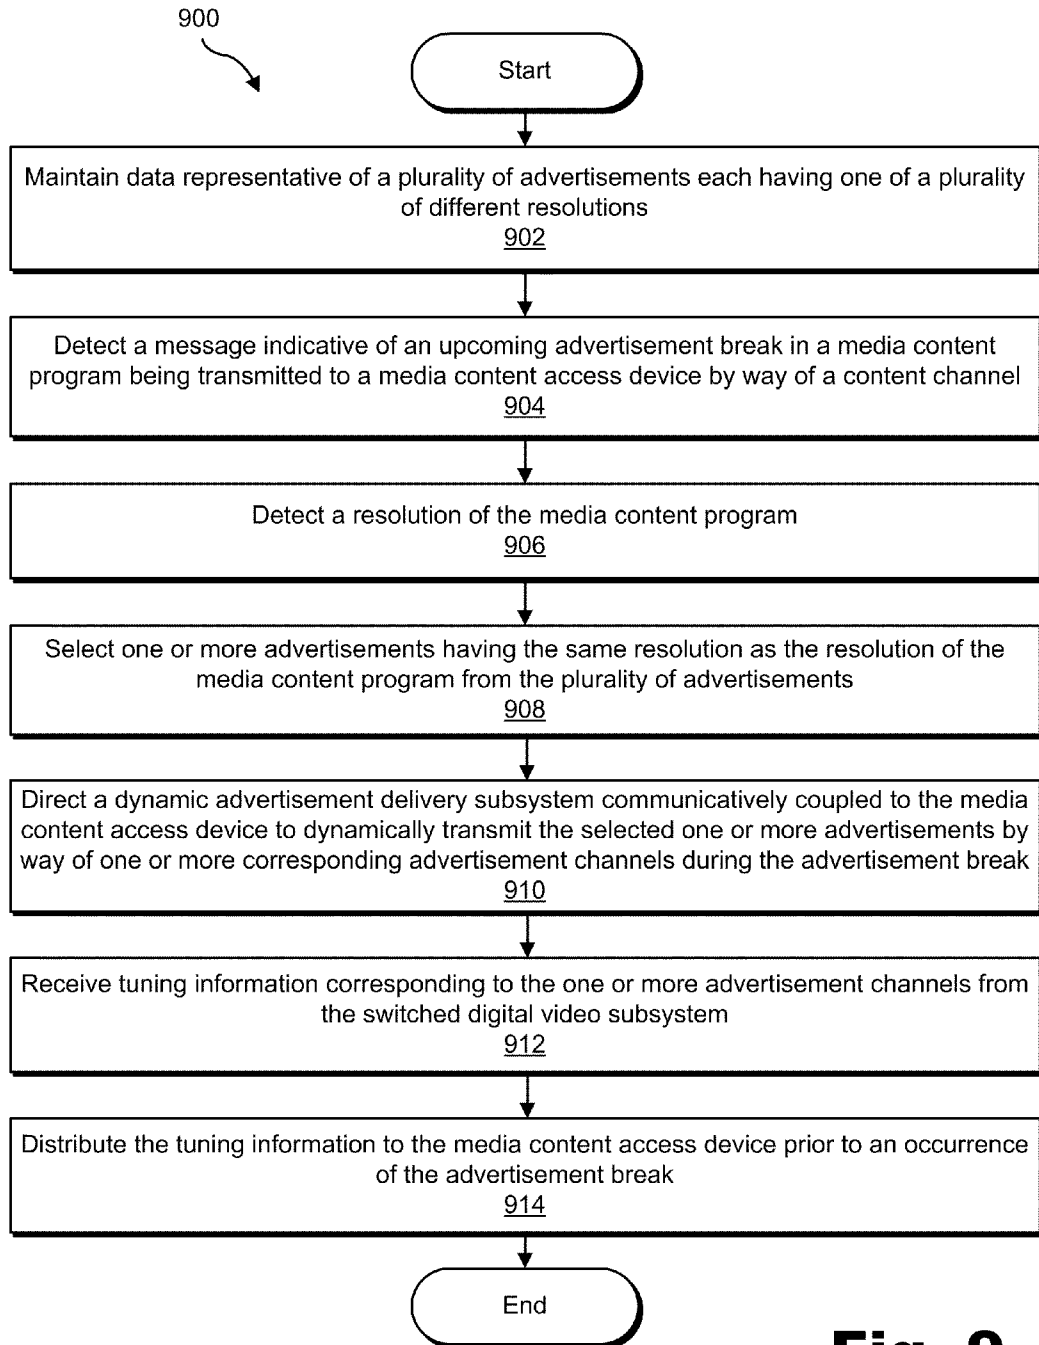 900
Start
Maintain data representative of a plurality of advertisements each having one of a plurality
of different resolutions
902
Detect a message indicative of an upcoming advertisement break in a media content
program being transmitted to a media content access device by way of a content channel
904
Detect a resolution of the media content program
906
Select one or more advertisements having the same resolution as the resolution of the
media content program from the plurality of advertisements
908
Direct a dynamic advertisement delivery subsystem communicatively coupled to the media
content access device to dynamically transmit the selected one or more advertisements by
way of one or more corresponding advertisement channels during the advertisement break
910
Receive tuning information corresponding to the one or more advertisement channels from
the switched digital video subsystem
912
Distribute the tuning information to the media content access device prior to an occurrence
of the advertisement break
914
End